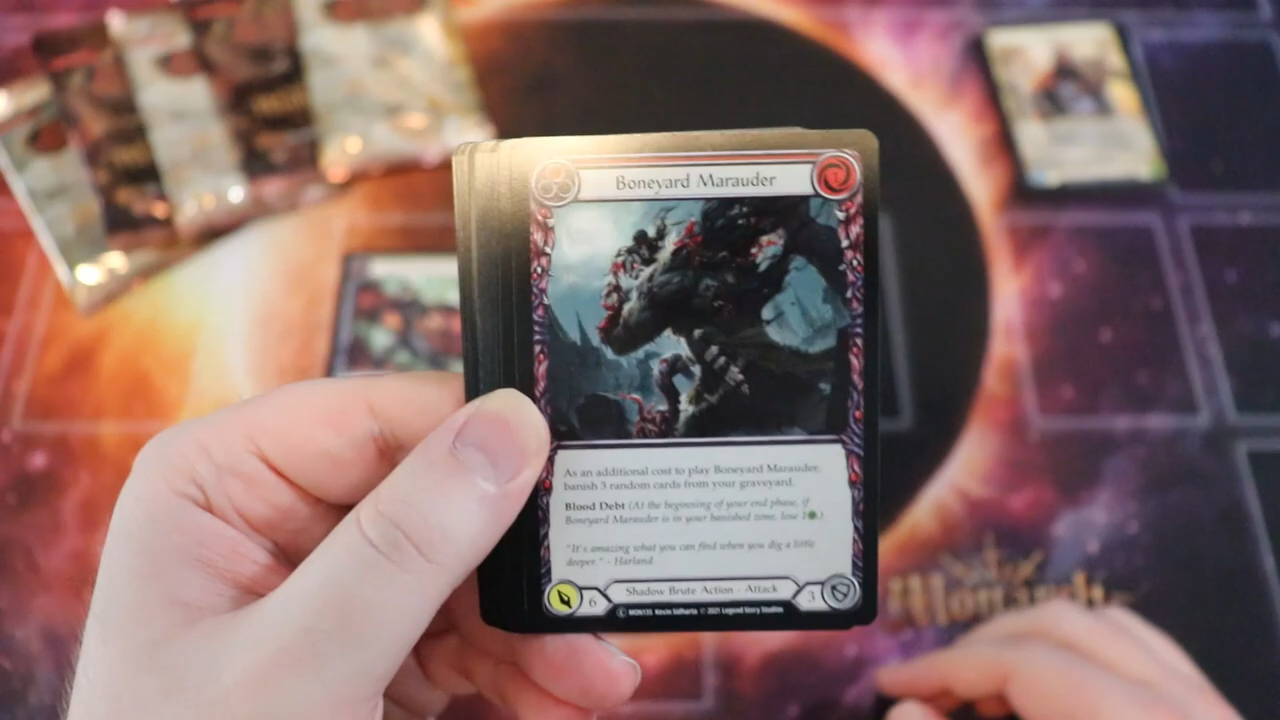 Boneyard Marauder
As an additional cost to play Boneyard Marauder,
banish 3 random cards from your graveyard.
Blood Debt (At the beginning of your end phase, if
Boneyard Marauder is in your banished zone, lose 1 .)
"It's amazing what you can find when you dig a little
deeper." - Harland
6
Shadow Brute Action - Attack
3
C MON135 Kevin Sidharta © 2021 Legend Story Studios
Monarch